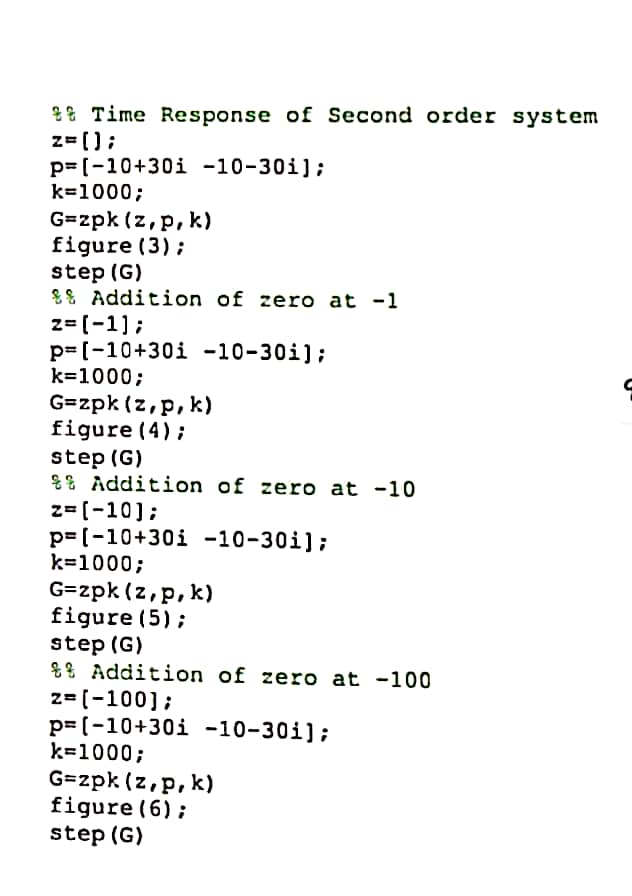 %% Time Response of Second order system
z=[];
p=[-10+30i -10-30i];
k=1000;
G=zpk(z,p,k)
figure(3);
step(G)
%% Addition of zero at -1
z=[-1];
p=[-10+30i -10-30i];
k=1000;
G=zpk(z,p,k)
figure(4);
step(G)
%% Addition of zero at -10
z=[-10];
p=[-10+30i -10-30i];
k=1000;
G=zpk(z,p,k)
figure(5);
step(G)
%% Addition of zero at -100
z=[-100];
p=[-10+30i -10-30i];
k=1000;
G=zpk(z,p,k)
figure(6);
step(G)